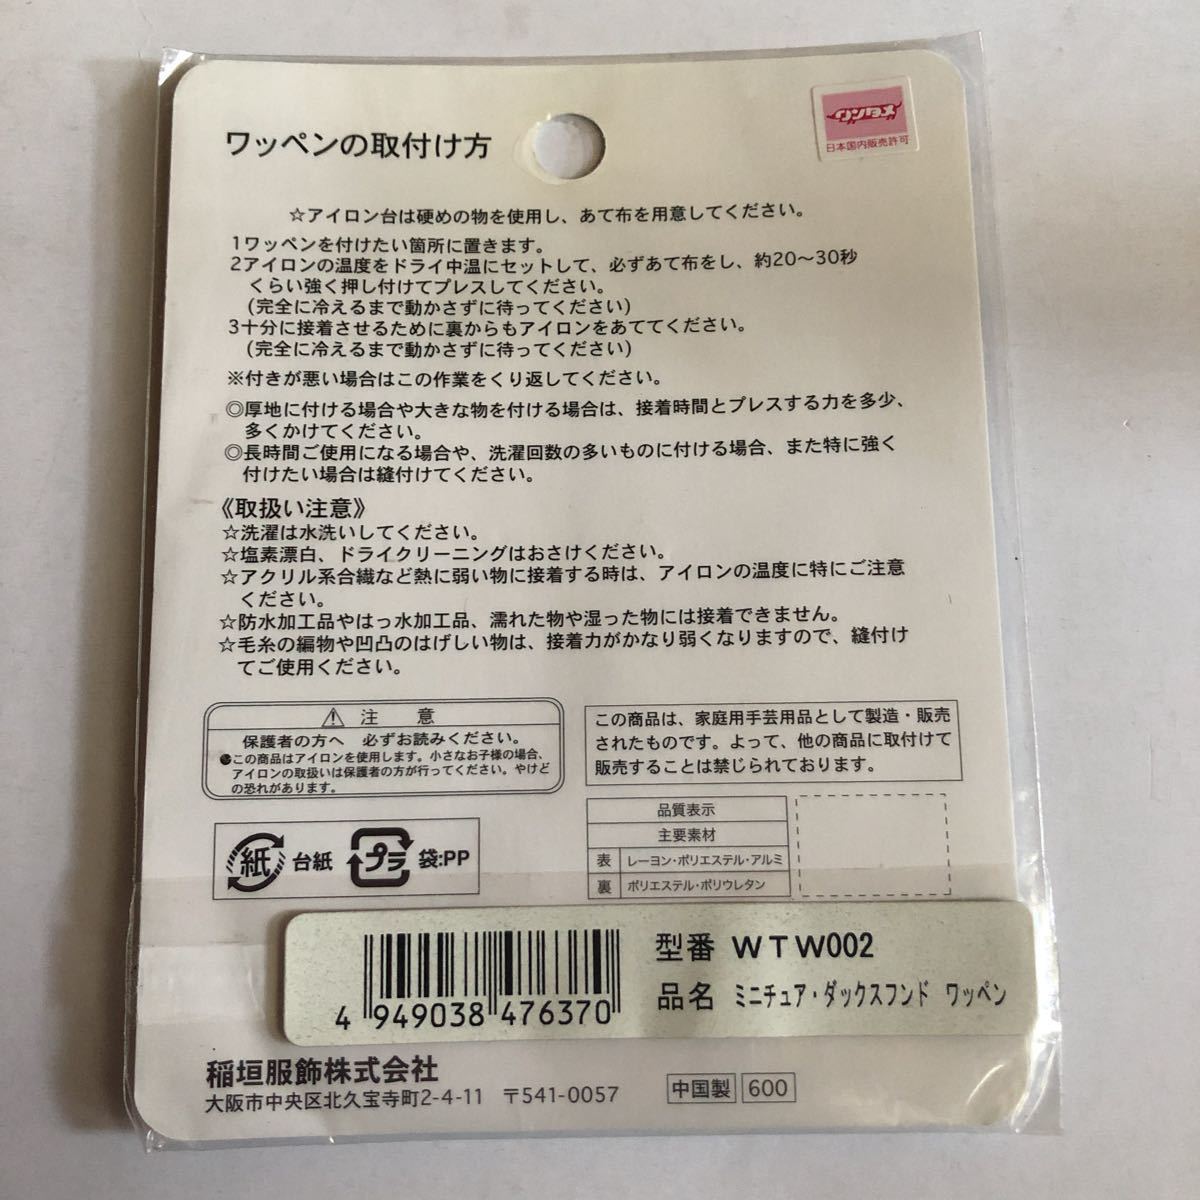 ワッペンの取付け方
ワンタメ
日本国内販売許可
☆アイロン台は硬めの物を使用し、あて布を用意してください。
1ワッペンを付けたい箇所に置きます。
2アイロンの温度をドライ中温にセットして、必ずあて布をし、約20〜30秒
くらい強く押し付けてプレスしてください。
(完全に冷えるまで動かさずに待ってください)
3十分に接着させるために裏からもアイロンをあててください。
(完全に冷えるまで動かさずに待ってください)
※付きが悪い場合はこの作業をくり返してください。
◎厚地に付ける場合や大きな物を付ける場合は、接着時間とプレスする力を多少、
多くかけてください。
◎長時間ご使用になる場合や、洗濯回数の多いものに付ける場合、また特に強く
付けたい場合は縫付けてください。
《取扱い注意》
☆洗濯は水洗いしてください。
☆塩素漂白、ドライクリーニングはおさけください。
☆アクリル系合繊など熱に弱い物に接着する時は、アイロンの温度に特にご注意
ください。
☆防水加工品やはっ水加工品、濡れた物や湿った物には接着できません。
☆毛糸の編物や凹凸のはげしい物は、接着力がかなり弱くなりますので、縫付け
てご使用ください。
⚠ 注 意
保護者の方へ 必ずお読みください。
●この商品はアイロンを使用します。小さなお子様の場合、
アイロンの取扱いは保護者の方が行ってください。やけど
の恐れがあります。
この商品は、家庭用手芸用品として製造・販売
されたものです。よって、他の商品に取付けて
販売することは禁じられております。
紙 台紙 プラ 袋:PP
品質表示
主要素材
表 レーヨン・ポリエステル・アルミ
裏 ポリエステル・ポリウレタン
型番 WTW002
品名 ミニチュア・ダックスフンド ワッペン
4 949038 476370
稲垣服飾株式会社
大阪市中央区北久宝寺町2-4-11 〒541-0057
中国製 600